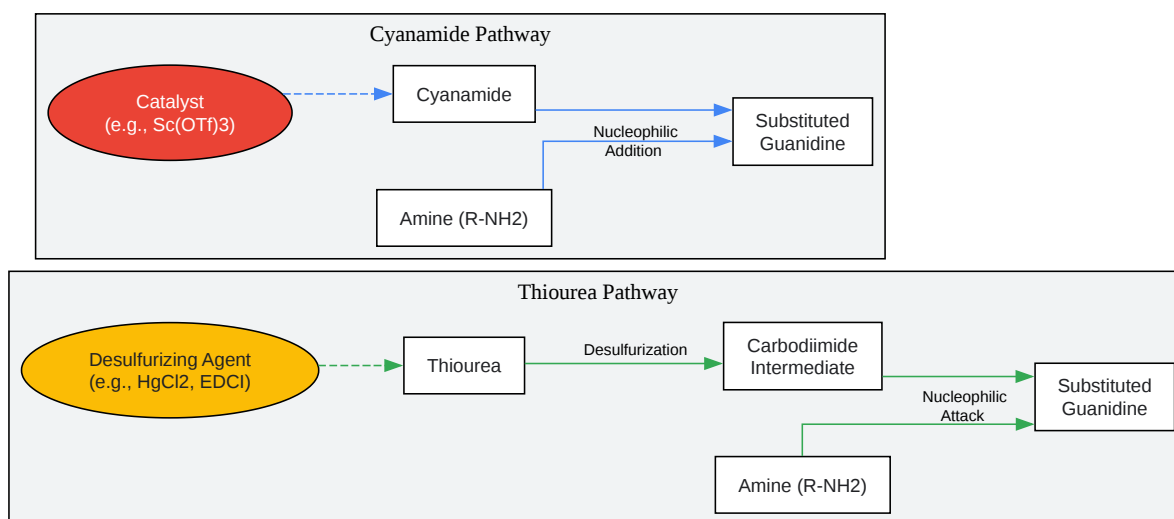 Cyanamide Pathway
Catalyst
(e.g., Sc(OTf)3)
Cyanamide
Nucleophilic
Addition
Substituted
Guanidine
Amine (R-NH2)
Thiourea Pathway
Desulfurizing Agent
(e.g., HgCl2, EDCI)
Thiourea
Desulfurization
Carbodiimide
Intermediate
Nucleophilic
Attack
Substituted
Guanidine
Amine (R-NH2)